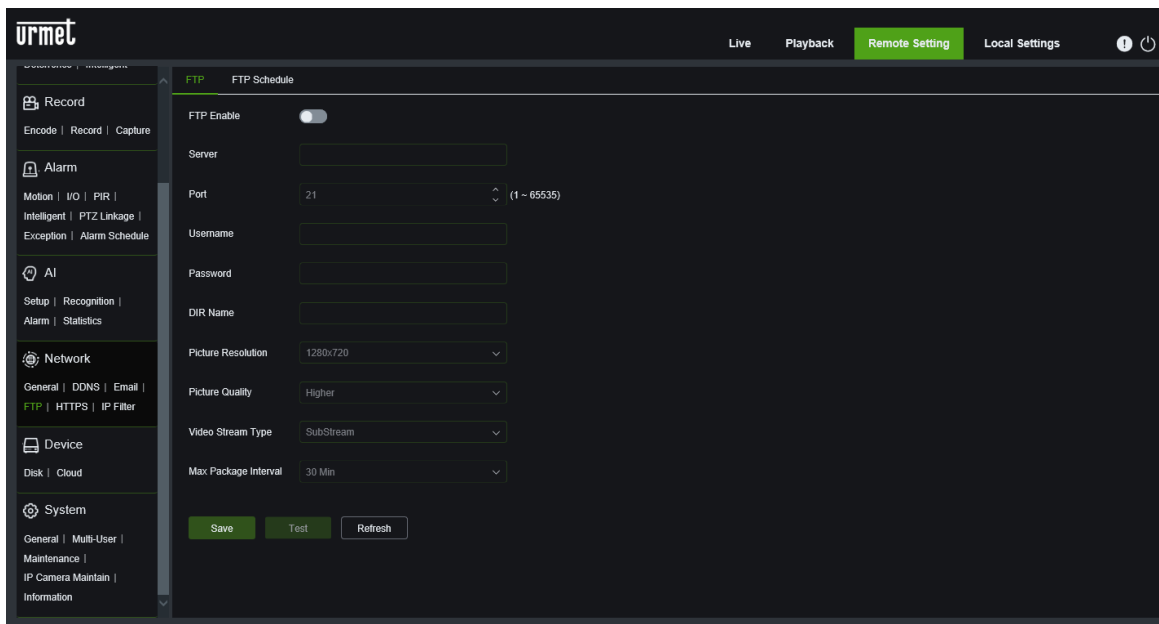 urmet
Live Playback Remote Setting Local Settings
Deterrence | Intelligent
Record
Encode | Record | Capture
Alarm
Motion | I/O | PIR |
Intelligent | PTZ Linkage |
Exception | Alarm Schedule
AI
Setup | Recognition |
Alarm | Statistics
Network
General | DDNS | Email |
FTP | HTTPS | IP Filter
Device
Disk | Cloud
System
General | Multi-User |
Maintenance |
IP Camera Maintain |
Information
FTP FTP Schedule
FTP Enable
Server
Port 21 (1 ~ 65535)
Username
Password
DIR Name
Picture Resolution 1280x720
Picture Quality Higher
Video Stream Type SubStream
Max Package Interval 30 Min
Save Test Refresh